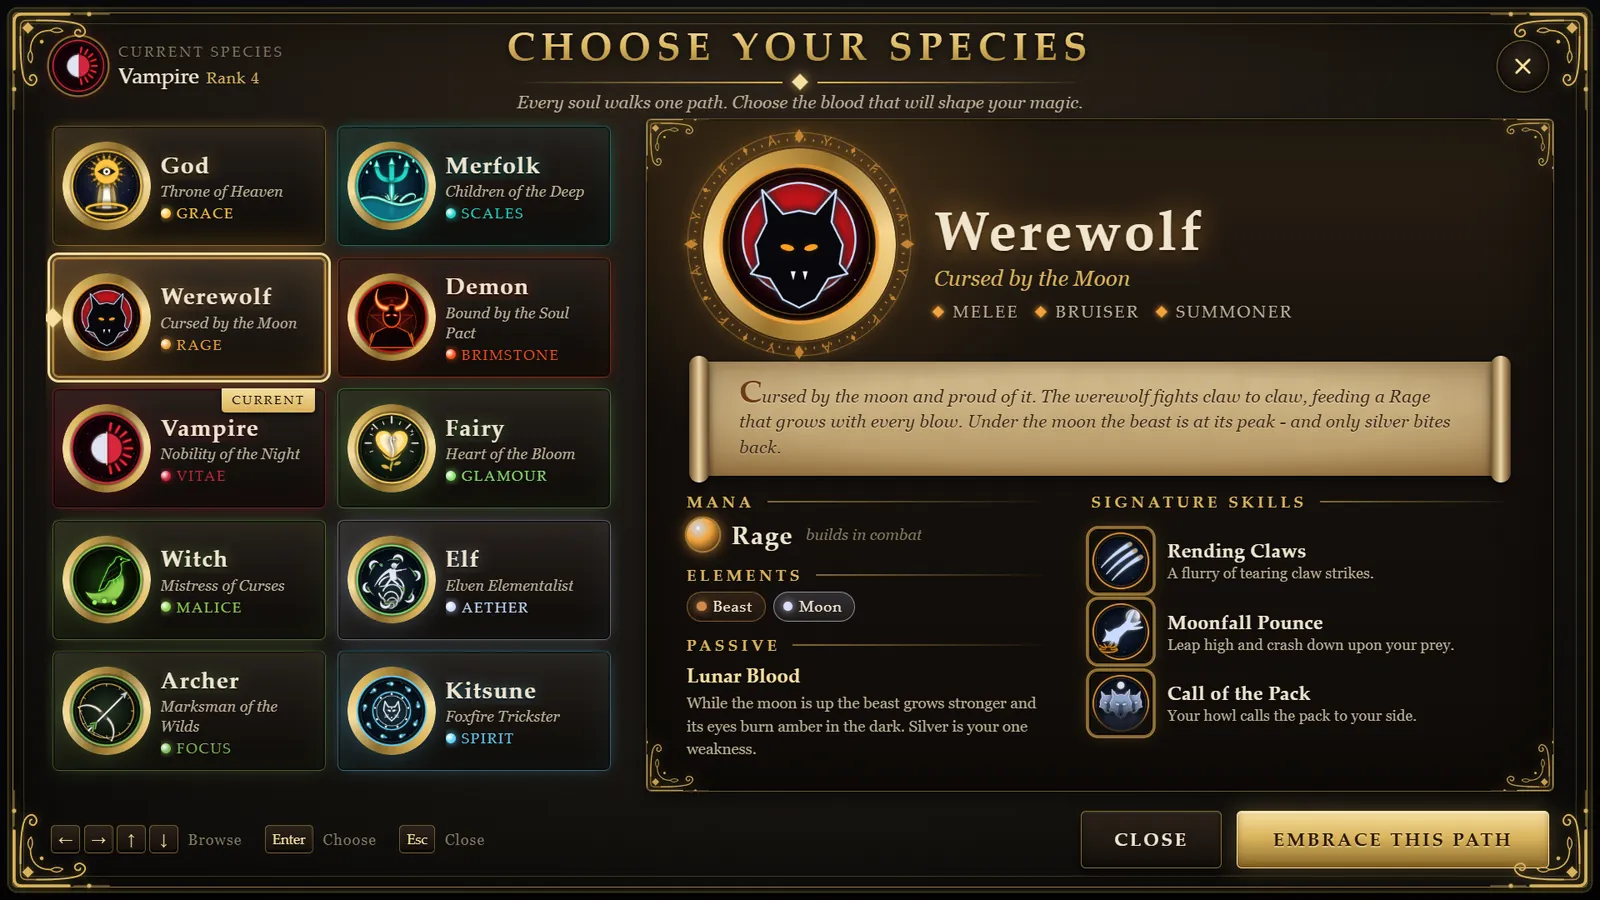 CURRENT SPECIES
Vampire Rank 4
CHOOSE YOUR SPECIES
Every soul walks one path. Choose the blood that will shape your magic.
God
Throne of Heaven
GRACE
Merfolk
Children of the Deep
SCALES
Werewolf
Cursed by the Moon
RAGE
Demon
Bound by the Soul
Pact
BRIMSTONE
CURRENT
Vampire
Nobility of the Night
VITAE
Fairy
Heart of the Bloom
GLAMOUR
Witch
Mistress of Curses
MALICE
Elf
Elven Elementalist
AETHER
Archer
Marksman of the
Wilds
FOCUS
Kitsune
Foxfire Trickster
SPIRIT
Werewolf
Cursed by the Moon
MELEE BRUISER SUMMONER
Cursed by the moon and proud of it. The werewolf fights claw to claw, feeding a Rage
that grows with every blow. Under the moon the beast is at its peak - and only silver bites
back.
MANA
Rage builds in combat
ELEMENTS
Beast Moon
PASSIVE
Lunar Blood
While the moon is up the beast grows stronger and
its eyes burn amber in the dark. Silver is your one
weakness.
SIGNATURE SKILLS
Rending Claws
A flurry of tearing claw strikes.
Moonfall Pounce
Leap high and crash down upon your prey.
Call of the Pack
Your howl calls the pack to your side.
← → ↑ ↓ Browse Enter Choose Esc Close
CLOSE
EMBRACE THIS PATH